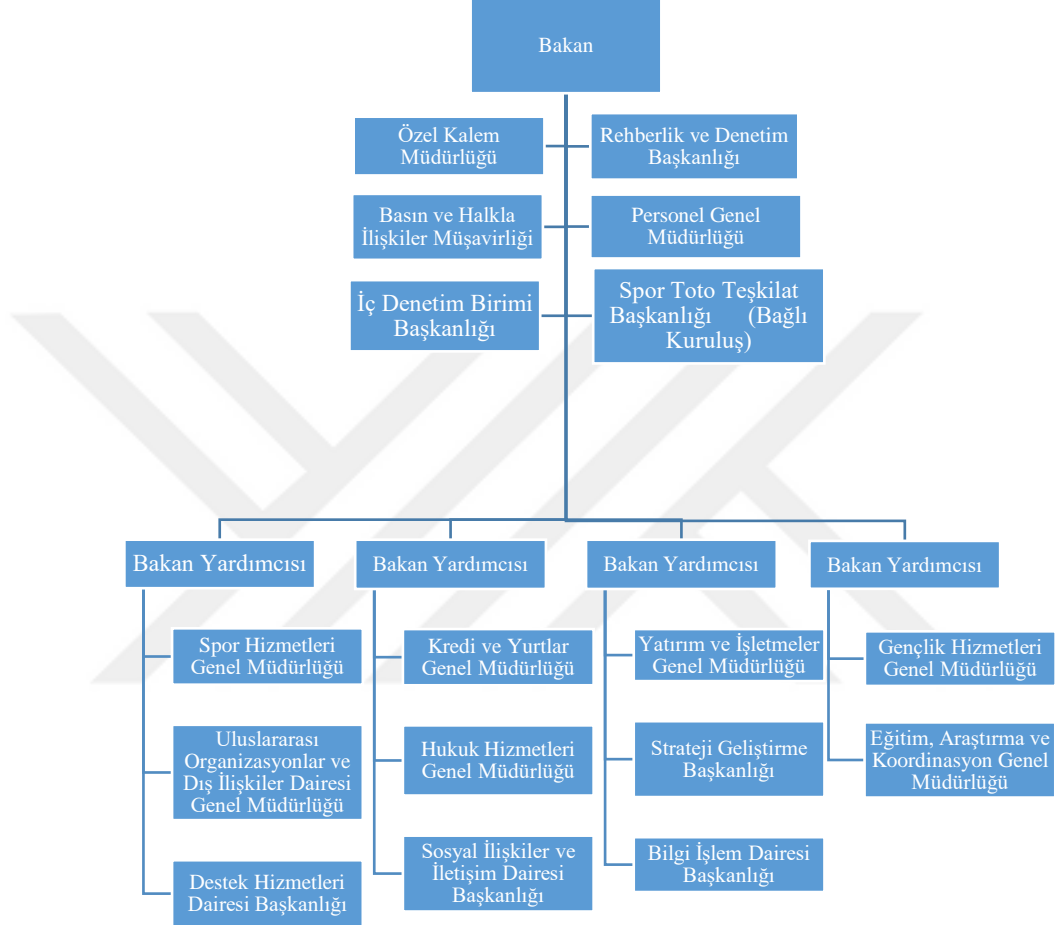 Bakan
Özel Kalem
Müdürlüğü
Rehberlik ve Denetim
Başkanlığı
Basın ve Halkla
İlişkiler Müşavirliği
Personel Genel
Müdürlüğü
İç Denetim Birimi
Başkanlığı
Spor Toto Teşkilat
Başkanlığı (Bağlı
Kuruluş)
Bakan Yardımcısı
Spor Hizmetleri
Genel Müdürlüğü
Uluslararası
Organizasyonlar ve
Dış İlişkiler Dairesi
Genel Müdürlüğü
Destek Hizmetleri
Dairesi Başkanlığı
Bakan Yardımcısı
Kredi ve Yurtlar
Genel Müdürlüğü
Hukuk Hizmetleri
Genel Müdürlüğü
Sosyal İlişkiler ve
İletişim Dairesi
Başkanlığı
Bakan Yardımcısı
Yatırım ve İşletmeler
Genel Müdürlüğü
Strateji Geliştirme
Başkanlığı
Bilgi İşlem Dairesi
Başkanlığı
Bakan Yardımcısı
Gençlik Hizmetleri
Genel Müdürlüğü
Eğitim, Araştırma ve
Koordinasyon Genel
Müdürlüğü